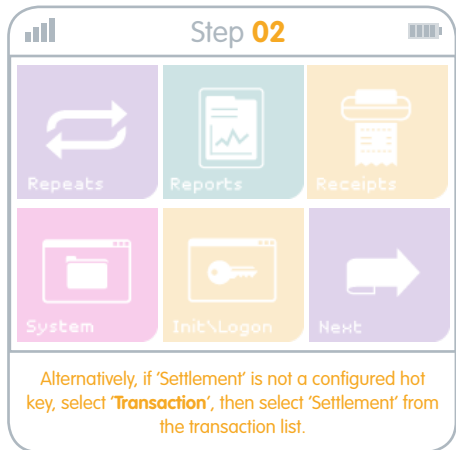 Step 02
Repeats
Reports
Receipts
System
Init\Logon
Next
Alternatively, if ‘Settlement’ is not a configured hot
key, select ‘Transaction’, then select ‘Settlement’ from
the transaction list.